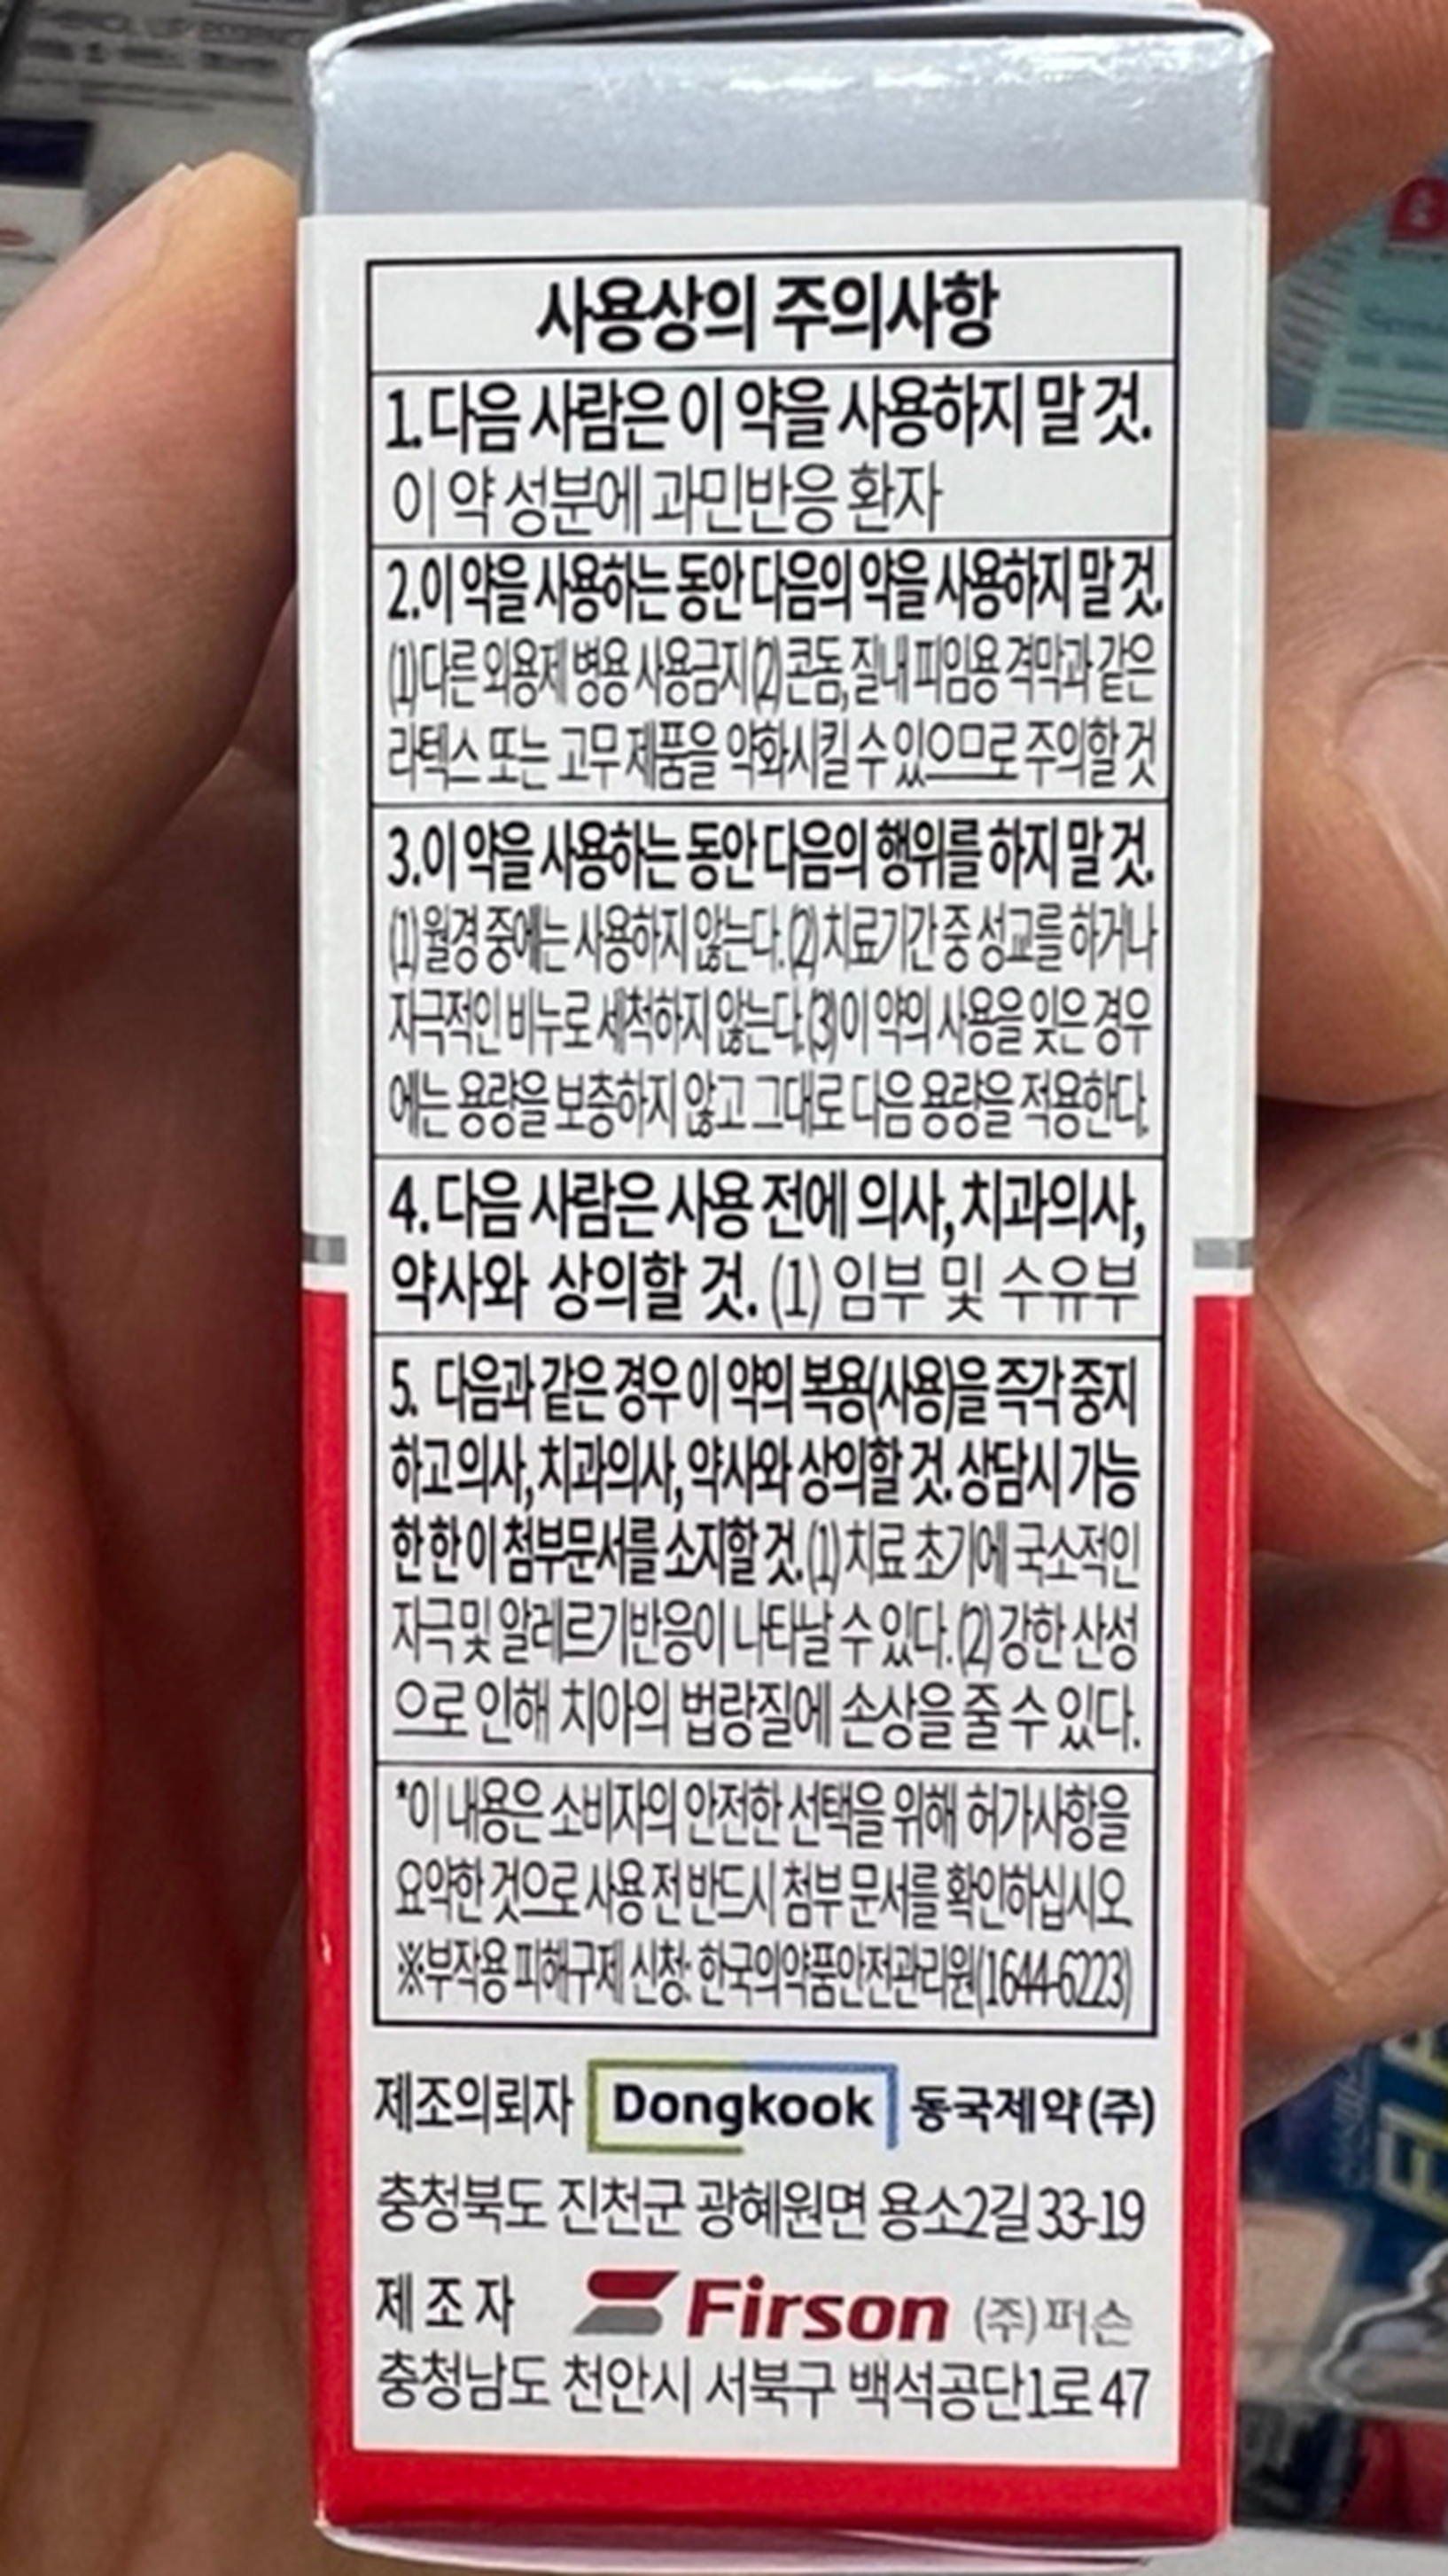 사용상의 주의사항
1. 다음 사람은 이 약을 사용하지 말 것.
이 약 성분에 과민반응 환자
2.이 약을 사용하는 동안 다음의 약을 사용하지 말 것.
(1)다른 외용제 병용 사용금지(2)콘돔,질내 피임용 격막과 같은
라텍스 또는 고무 제품을 약화시킬 수 있으므로 주의할 것
3.이 약을 사용하는 동안 다음의 행위를 하지 말 것.
(1)월경 중에는 사용하지 않는다.(2)치료기간 중 성교를 하거나
자극적인 비누로 세척하지 않는다.(3)이 약의 사용을 잊은 경우
에는 용량을 보충하지 않고 그대로 다음 용량을 적용한다.
4. 다음 사람은 사용 전에 의사, 치과의사,
약사와 상의할 것. (1) 임부 및 수유부
5. 다음과 같은 경우 이 약의 복용(사용)을 즉각 중지
하고 의사, 치과의사, 약사와 상의할 것. 상담시 가능
한 한 이 첨부문서를 소지할 것.(1)치료 초기에 국소적인
자극 및 알레르기반응이 나타날 수 있다.(2) 강한 산성
으로 인해 치아의 법랑질에 손상을 줄 수 있다.
*이 내용은 소비자의 안전한 선택을 위해 허가사항을
요약한 것으로 사용 전 반드시 첨부 문서를 확인하십시오.
※부작용 피해구제 신청: 한국의약품안전관리원(1644-6223)
제조의뢰자 Dongkook 동국제약(주)
충청북도 진천군 광혜원면 용소2길 33-19
제 조 자 Firson (주)퍼슨
충청남도 천안시 서북구 백석공단1로 47